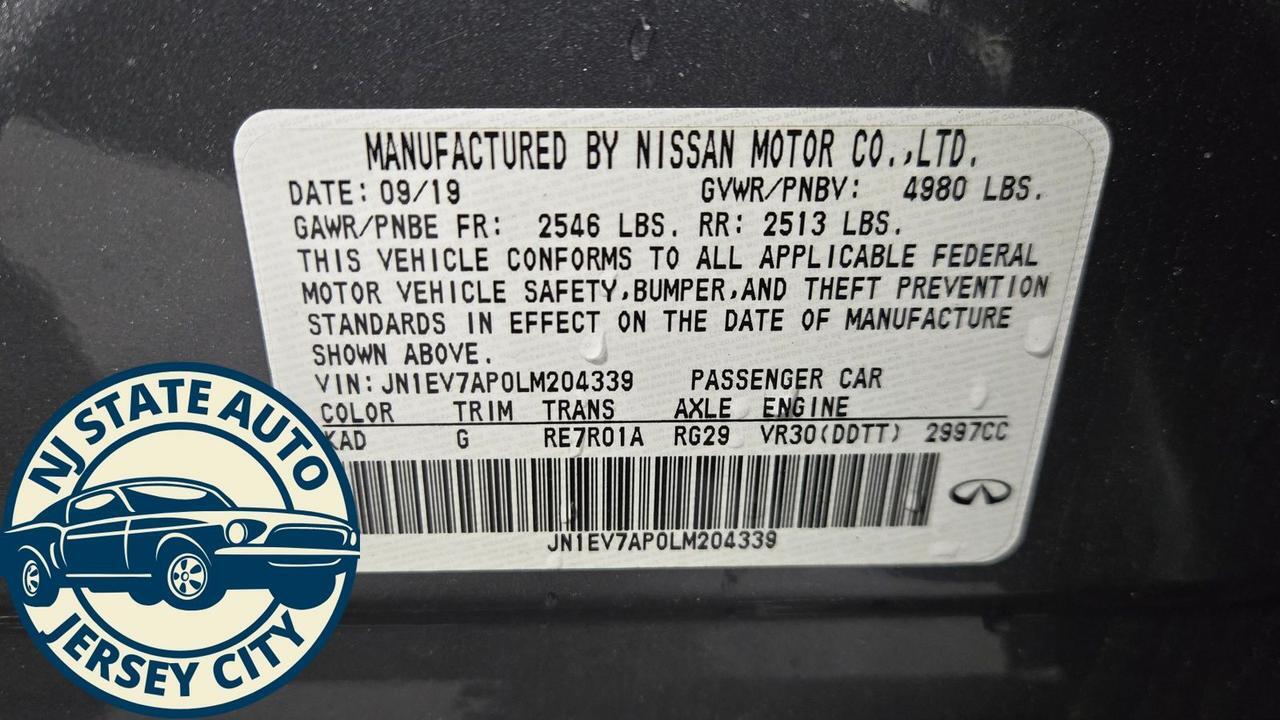 MANUFACTURED BY NISSAN MOTOR CO.,LTD.
DATE: 09/19 GVWR/PNBV: 4980 LBS.
GAWR/PNBE FR: 2546 LBS. RR: 2513 LBS.
THIS VEHICLE CONFORMS TO ALL APPLICABLE FEDERAL
MOTOR VEHICLE SAFETY,BUMPER,AND THEFT PREVENTION
STANDARDS IN EFFECT ON THE DATE OF MANUFACTURE
SHOWN ABOVE.
VIN:JN1EV7AP0LM204339 PASSENGER CAR
COLOR TRIM TRANS AXLE ENGINE
KAD G RE7R01A RG29 VR30(DDTT) 2997CC
JN1EV7AP0LM204339
NJ STATE AUTO
JERSEY CITY